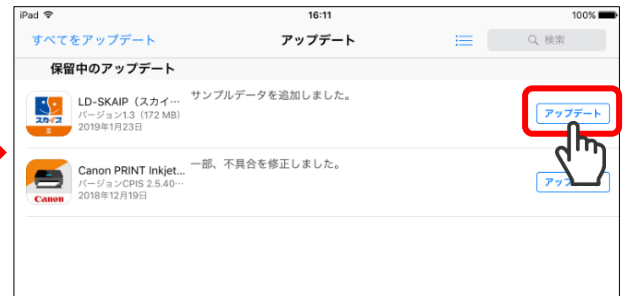 iPad 16:11 100%
すべてをアップデート アップデート 検索
保留中のアップデート
LD-SKAIP（スカイ… サンプルデータを追加しました。
バージョン1.3（172 MB）
2019年1月23日
スカイプ
アップデート
Canon PRINT Inkjet... 一部、不具合を修正しました。
バージョンCPIS 2.5.40…
2018年12月19日
Canon
アップ